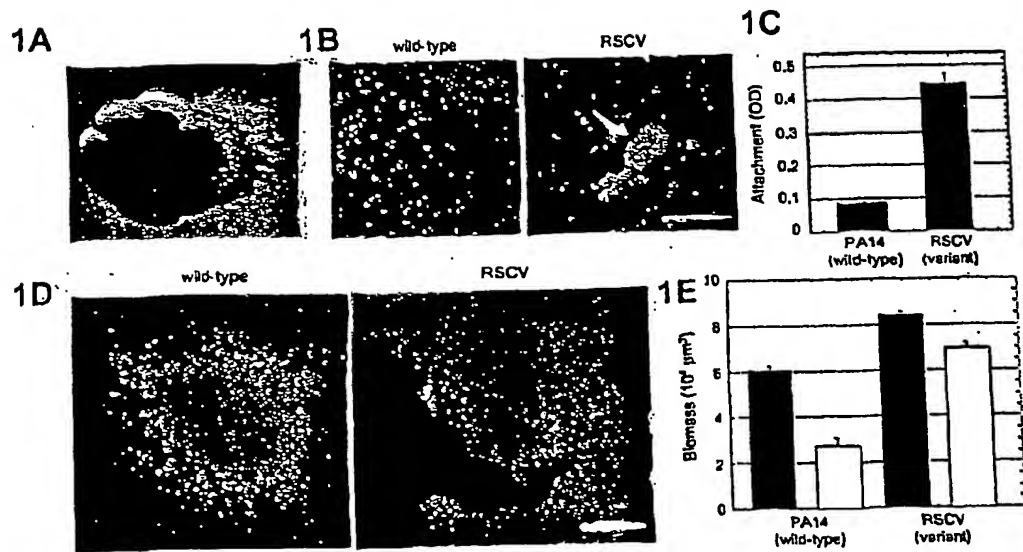 1A
1B
wild-type
RSCV
1C
Attachment (OD)
0.5
0.4
0.3
0.2
0.1
0
PA14
(wild-type)
RSCV
(variant)
1D
wild-type
RSCV
1E
Biomass
10
8
6
4
2
0
PA14
(wild-type)
RSCV
(variant)